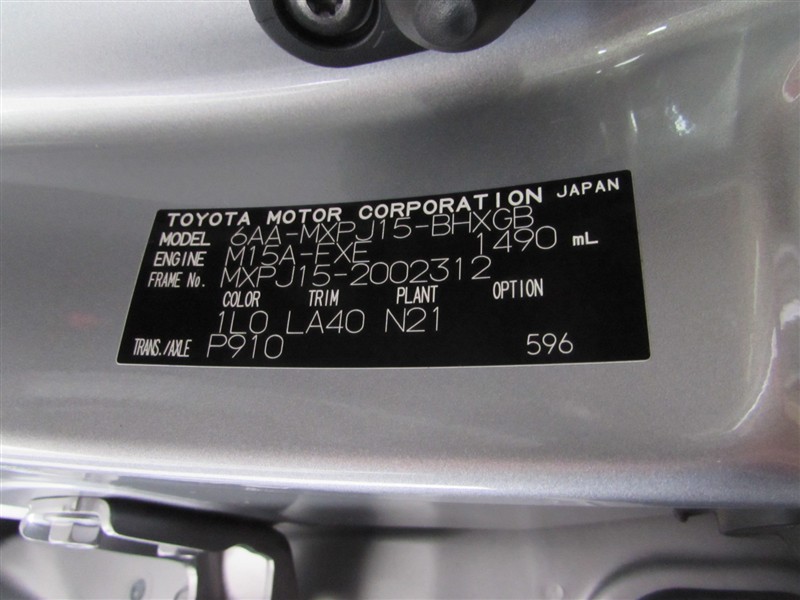 TOYOTA MOTOR CORPORATION JAPAN
MODEL 6AA-MXPJ15-BHXGB
ENGINE M15A-EXE 1490 mL
FRAME No. MXPJ15-2002312
COLOR TRIM PLANT OPTION
1L0 LA40 N21
TRANS./AXLE P910 596